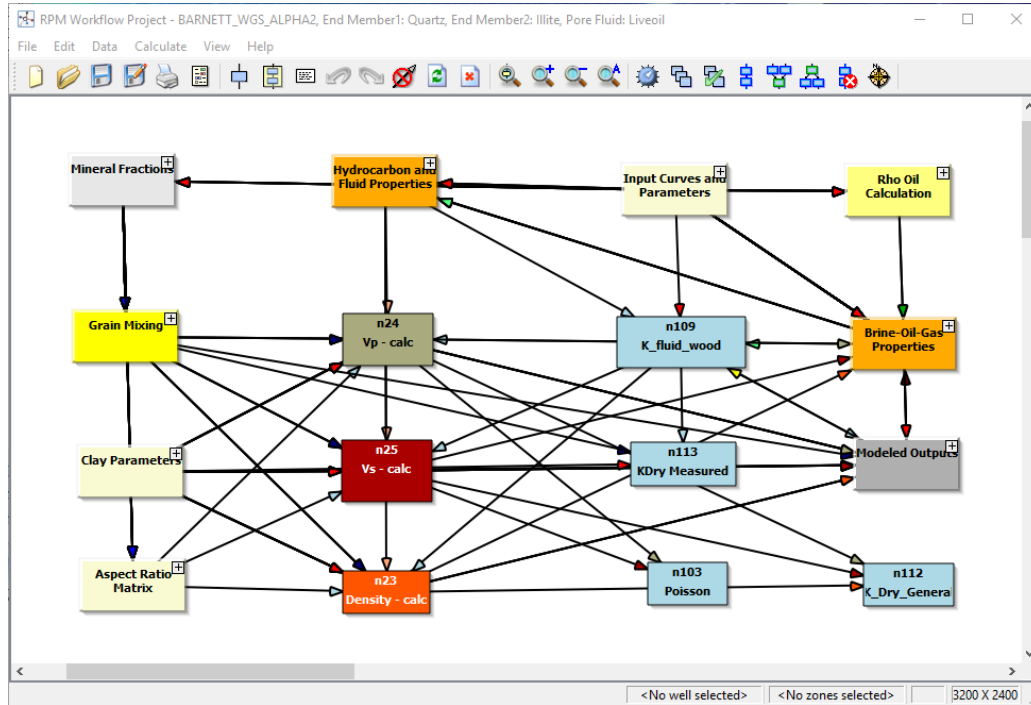 RPM Workflow Project - BARNETT_WGS_ALPHA2, End Member1: Quartz, End Member2: Illite, Pore Fluid: Liveoil
File Edit Data Calculate View Help
Mineral Fractions
Hydrocarbon and
Fluid Properties
Input Curves and
Parameters
Rho Oil
Calculation
Grain Mixing
n24
Vp - calc
n109
K_fluid_wood
Brine-Oil-Gas-
Properties
Clay Parameters
n25
Vs - calc
n113
KDry Measured
Modeled Outputs
Aspect Ratio
Matrix
n23
Density - calc
n103
Poisson
n112
K_Dry_Genera
<No well selected> <No zones selected> 3200 X 2400